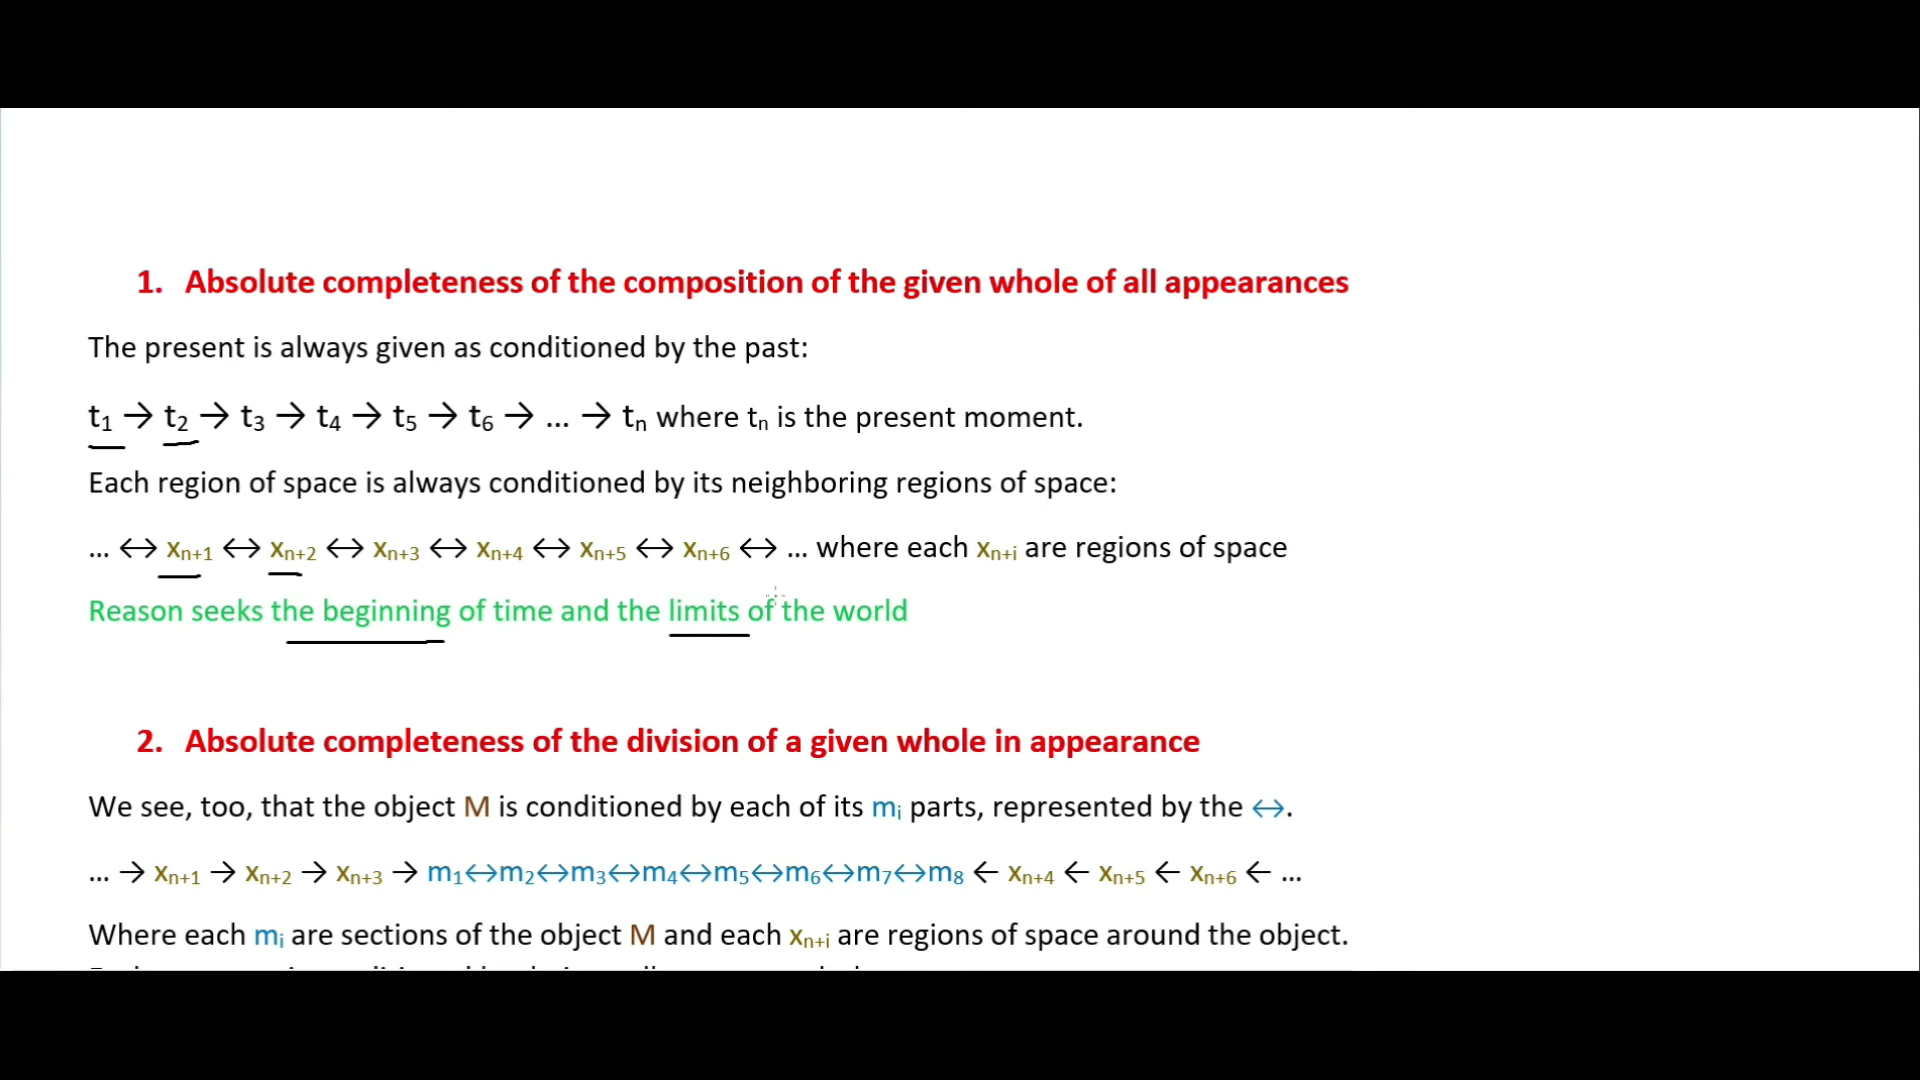 1. Absolute completeness of the composition of the given whole of all appearances
The present is always given as conditioned by the past:
t₁ → t₂ → t₃ → t₄ → t₅ → t₆ → ... → tₙ where tₙ is the present moment.
Each region of space is always conditioned by its neighboring regions of space:
... ↔ xₙ₊₁ ↔ xₙ₊₂ ↔ xₙ₊₃ ↔ xₙ₊₄ ↔ xₙ₊₅ ↔ xₙ₊₆ ↔ ... where each xₙ₊ᵢ are regions of space
Reason seeks the beginning of time and the limits of the world
2. Absolute completeness of the division of a given whole in appearance
We see, too, that the object M is conditioned by each of its mᵢ parts, represented by the ↔.
... → xₙ₊₁ → xₙ₊₂ → xₙ₊₃ → m₁↔m₂↔m₃↔m₄↔m₅↔m₆↔m₇↔m₈ ← xₙ₊₄ ← xₙ₊₅ ← xₙ₊₆ ← ...
Where each mᵢ are sections of the object M and each xₙ₊ᵢ are regions of space around the object.